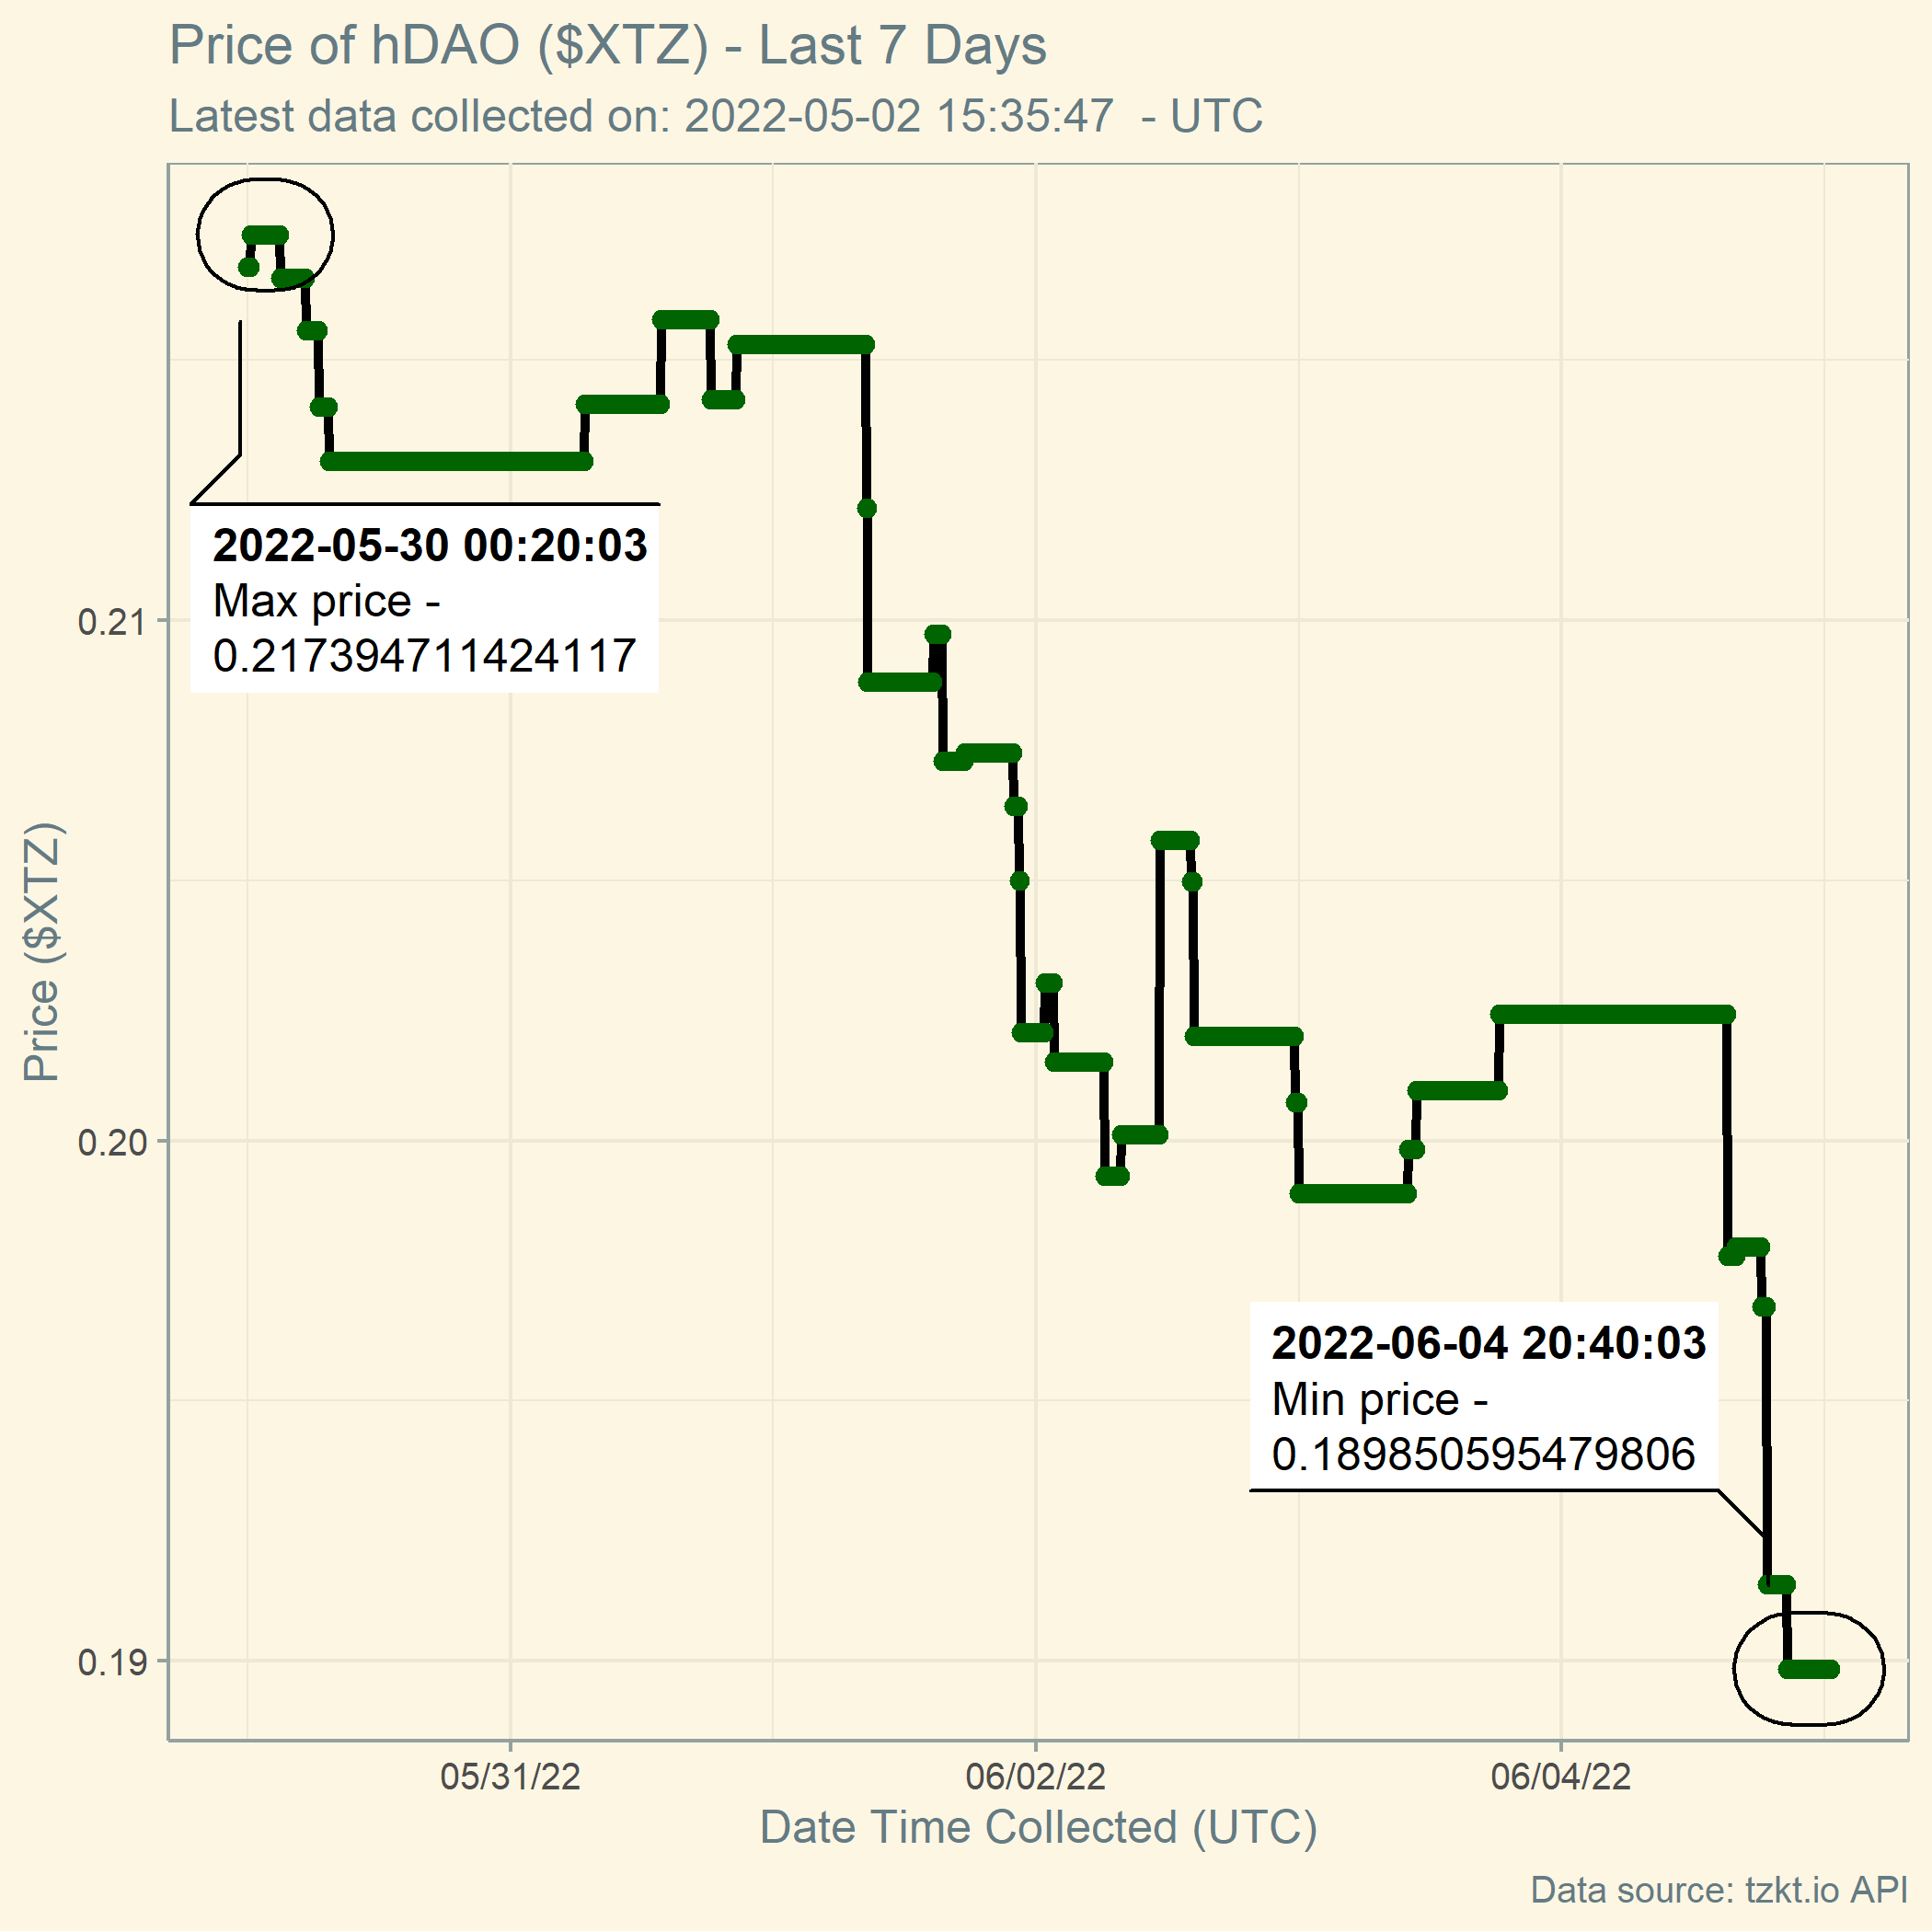 Price of hDAO ($XTZ) - Last 7 Days
Latest data collected on: 2022-05-02 15:35:47  - UTC
2022-05-30 00:20:03
Max price -
0.217394711424117
0.21
Price ($XTZ)
0.20
2022-06-04 20:40:03
Min price -
0.189850595479806
0.19
05/31/22
06/02/22
06/04/22
Date Time Collected (UTC)
Data source: tzkt.io API